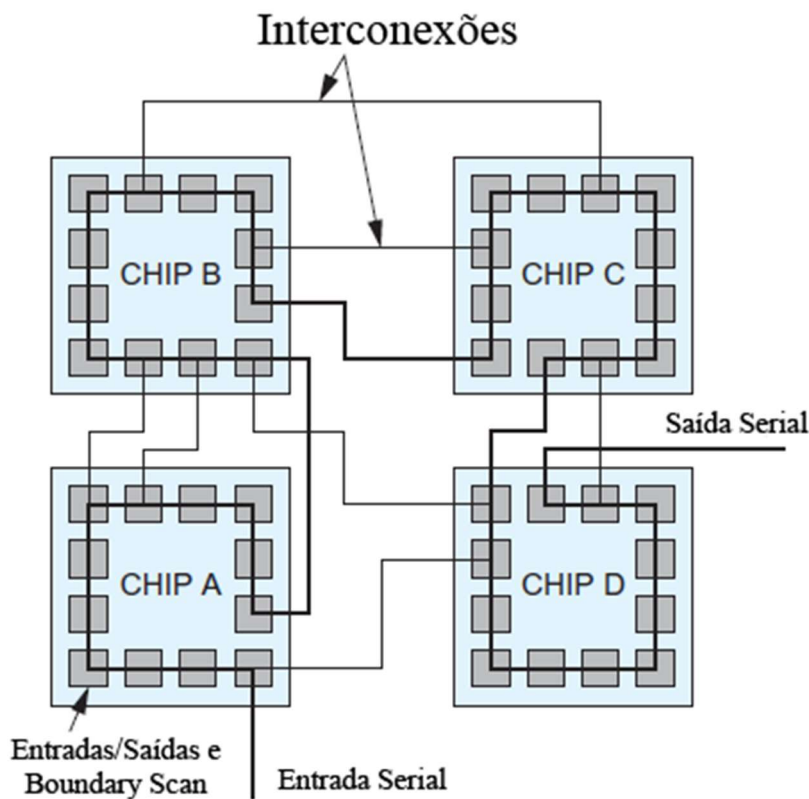 Interconexões
CHIP B
CHIP C
Saída Serial
CHIP A
CHIP D
Entradas/Saídas e
Boundary Scan
Entrada Serial